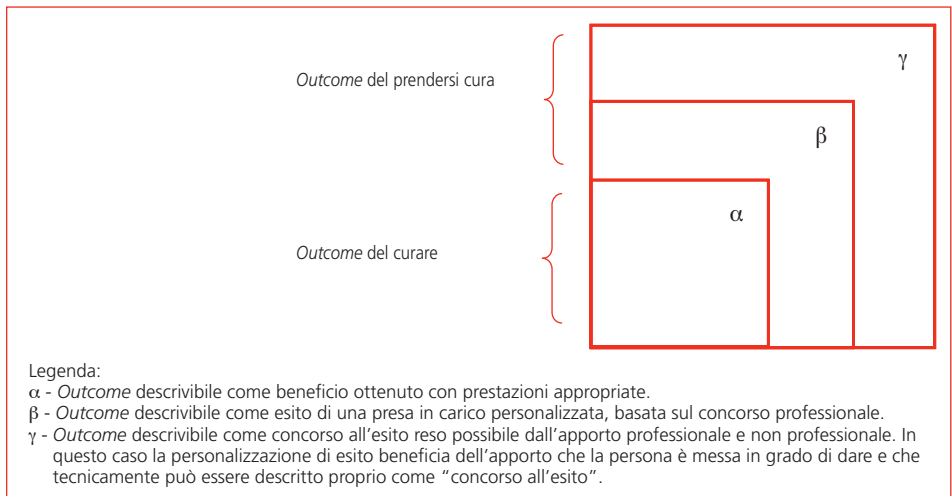 γ
Outcome del prendersi cura
β
α
Outcome del curare
Legenda:
α - Outcome descrivibile come beneficio ottenuto con prestazioni appropriate.
β - Outcome descrivibile come esito di una presa in carico personalizzata, basata sul concorso professionale.
γ - Outcome descrivibile come concorso all’esito reso possibile dall’apporto professionale e non professionale. In
questo caso la personalizzazione di esito beneficia dell’apporto che la persona è messa in grado di dare e che
tecnicamente può essere descritto proprio come “concorso all’esito”.